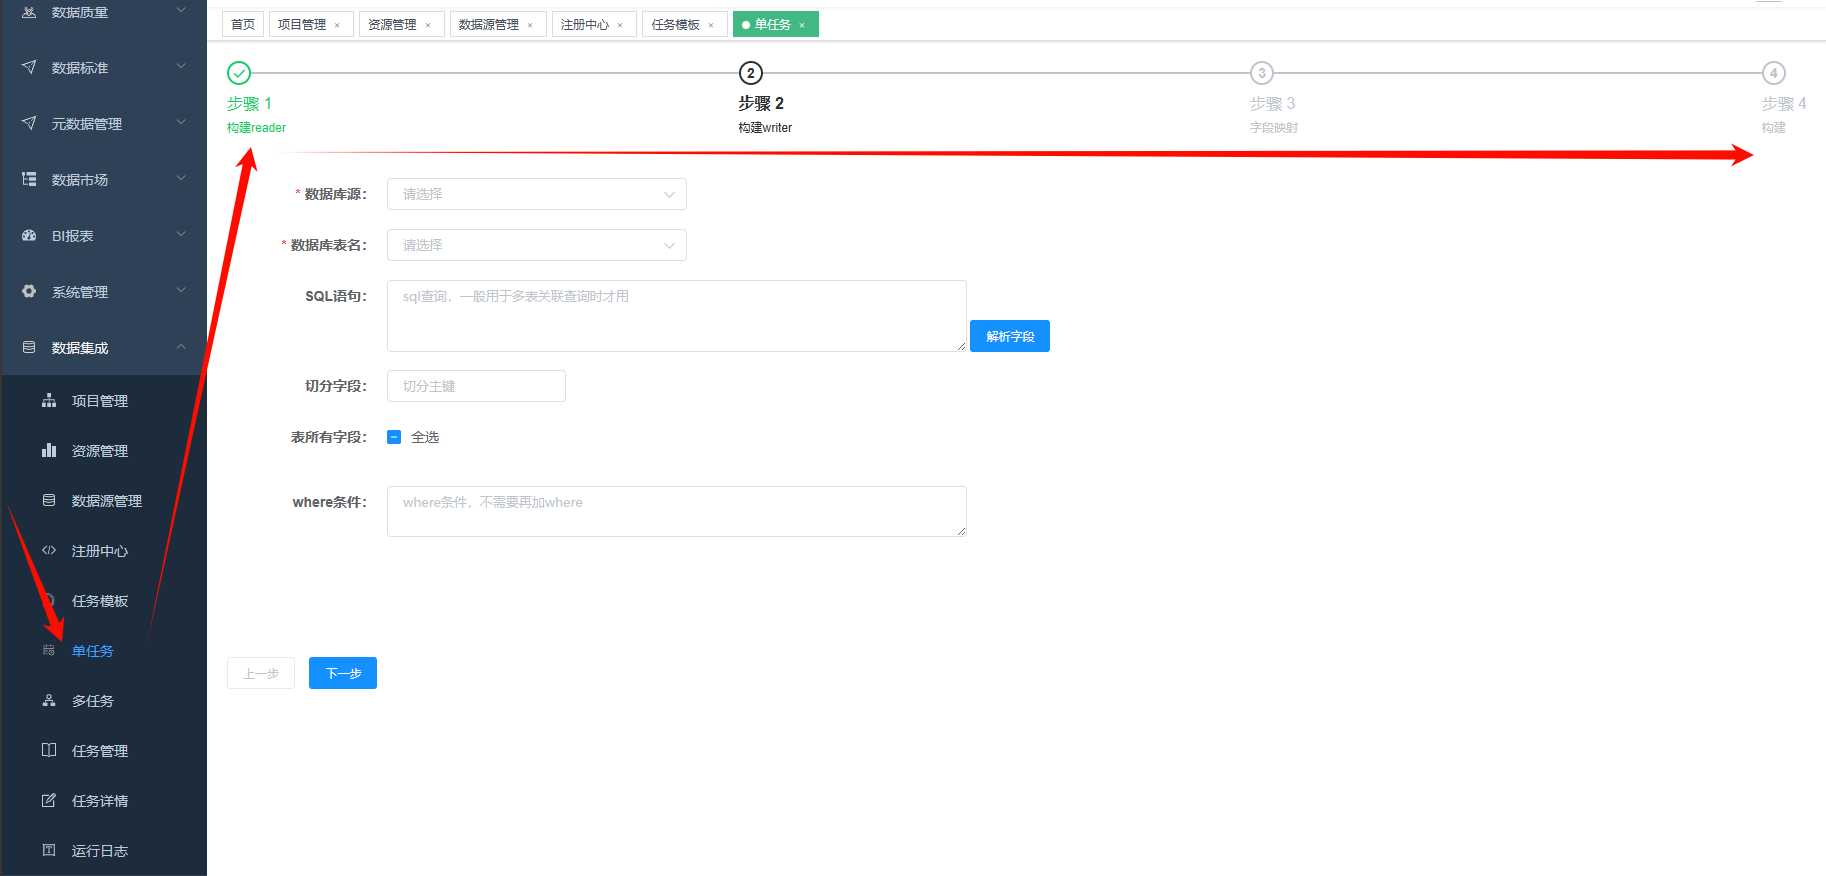 数据质量
数据标准
元数据管理
数据市场
BI报表
系统管理
数据集成
项目管理
资源管理
数据源管理
注册中心
任务模板
单任务
多任务
任务管理
任务详情
运行日志
首页 项目管理 × 资源管理 × 数据源管理 × 注册中心 × 任务模板 × 单任务 ×
2 3 4
步骤 1 步骤 2 步骤 3 步骤 4
构建reader 构建writer 字段映射 构建
* 数据库源： 请选择
* 数据库表名： 请选择
SQL语句： sql查询，一般用于多表关联查询时才用
解析字段
切分字段： 切分主键
表所有字段： 全选
where条件： where条件，不需要再加where
上一步 下一步